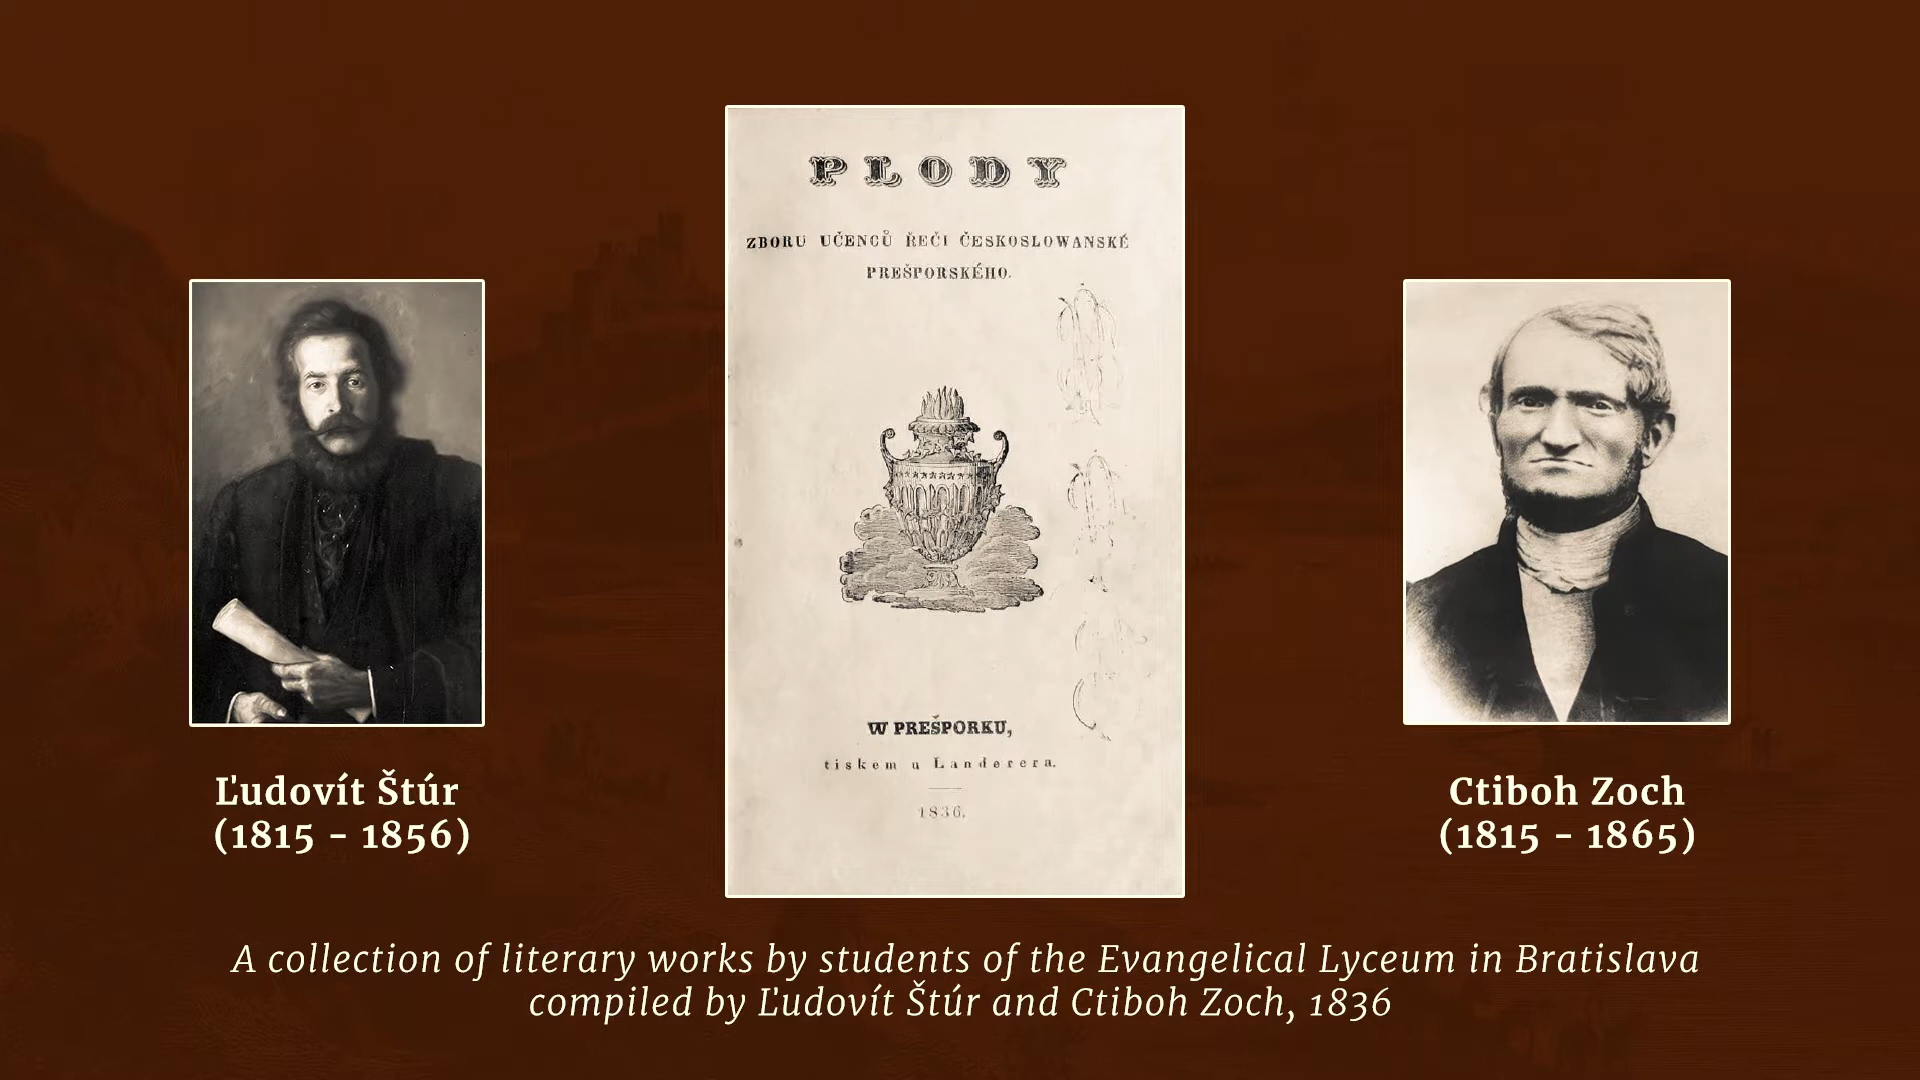 PLODY
ZBORU UČENCŮ ŘEČI ČESKOSLOWANSKÉ
PREŠPORSKÉHO.
W PREŠPORKU,
tiskem u Landerera.
1836.
Ľudovít Štúr
(1815 - 1856)
Ctiboh Zoch
(1815 - 1865)
A collection of literary works by students of the Evangelical Lyceum in Bratislava
compiled by Ľudovít Štúr and Ctiboh Zoch, 1836